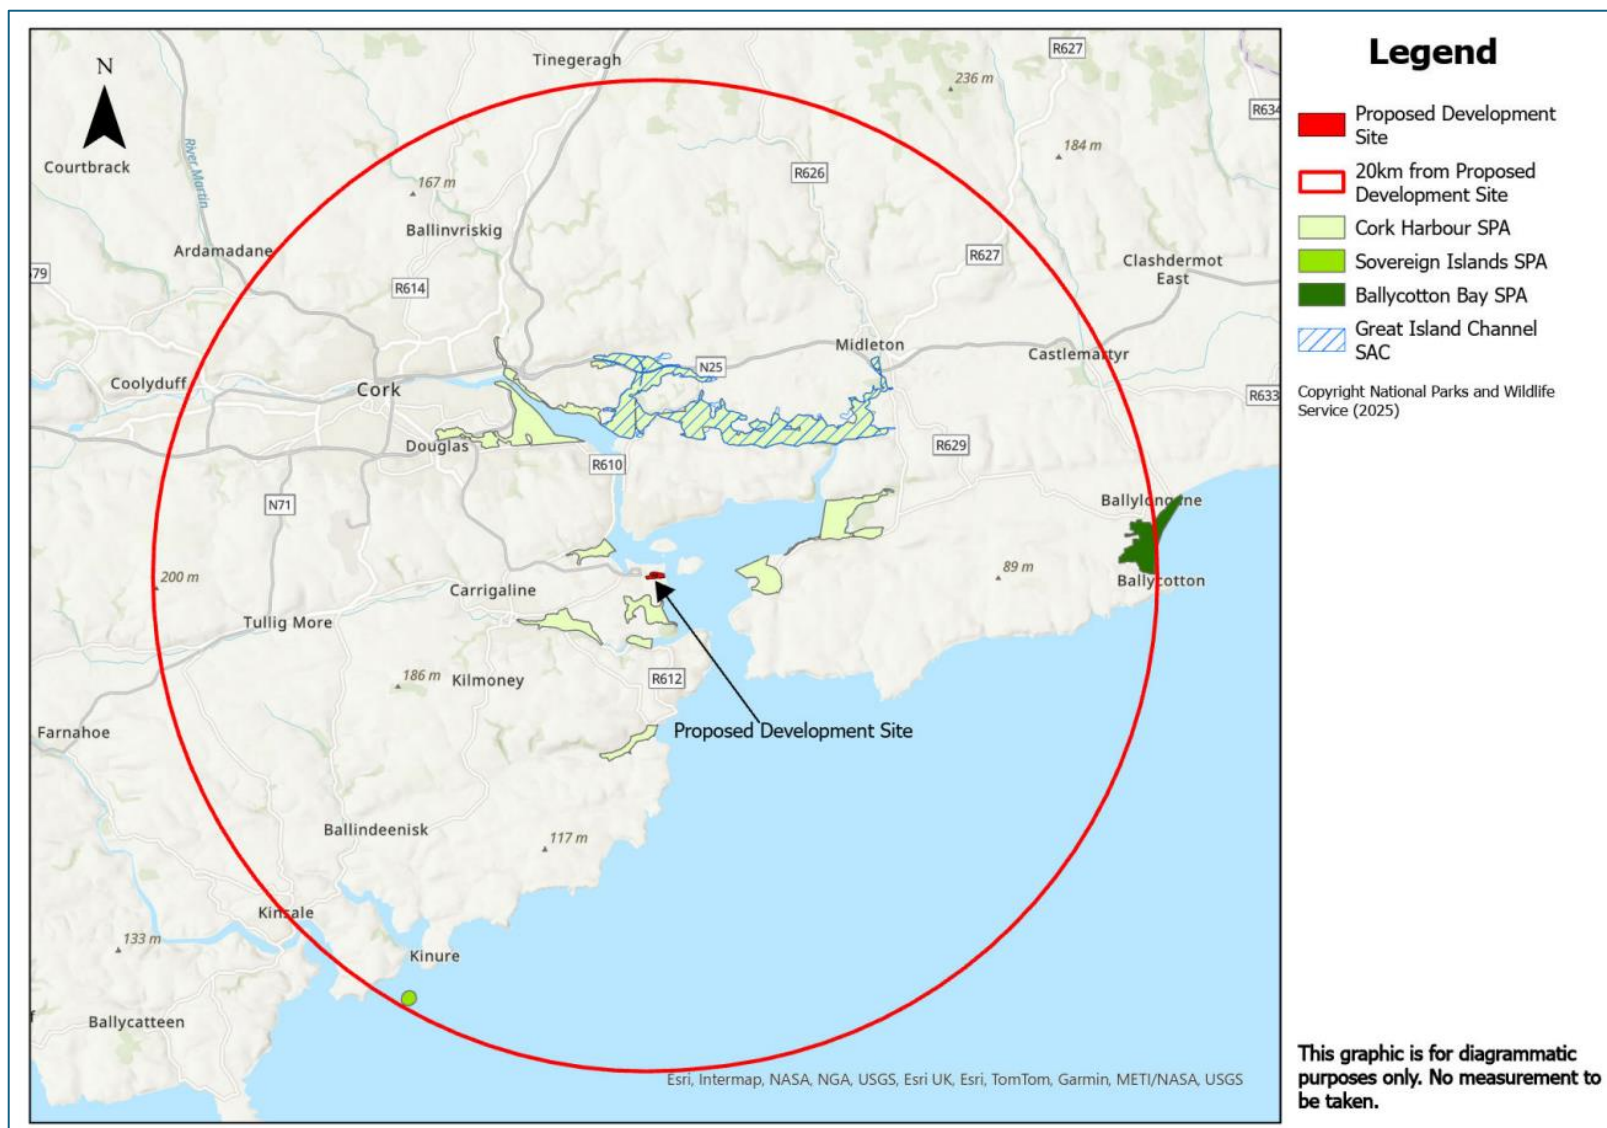 Legend
Proposed Development
Site
20km from Proposed
Development Site
Cork Harbour SPA
Sovereign Islands SPA
Ballycotton Bay SPA
Great Island Channel
SAC
Copyright National Parks and Wildlife
Service (2025)
N
Tinegeragh
R627
236 m
R634
Courtbrack
River Martin
184 m
R626
167 m
Ballinvriskig
Ardamadane
R627
Clashdermot
East
R614
Midleton
Castlemartyr
N25
Coolyduff
Cork
R633
Douglas
R629
R610
N71
Ballycotton
200 m
89 m
Carrigaline
Tullig More
186 m
Kilmoney
R612
Farnahoe
Proposed Development Site
Ballindeenisk
117 m
Kinsale
133 m
Kinure
Ballycatteen
Esri, Intermap, NASA, NGA, USGS, Esri UK, Esri, TomTom, Garmin, METI/NASA, USGS
This graphic is for diagrammatic
purposes only. No measurement to
be taken.